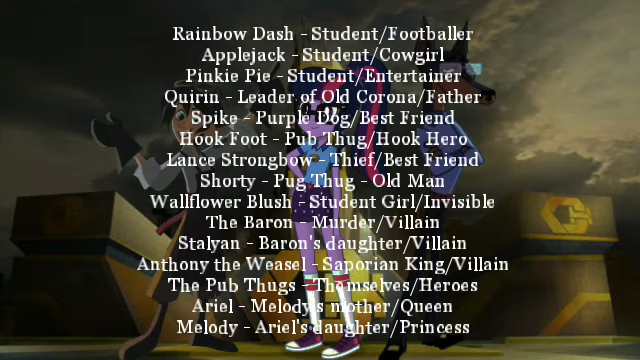 Rainbow Dash - Student/Footballer
Applejack - Student/Cowgirl
Pinkie Pie - Student/Entertainer
Quirin - Leader of Old Corona/Father
Spike - Purple Dog/Best Friend
Hook Foot - Pub Thug/Hook Hero
Lance Strongbow - Thief/Best Friend
Shorty - Pug Thug - Old Man
Wallflower Blush - Student Girl/Invisible
The Baron - Murder/Villain
Stalyan - Baron's daughter/Villain
Anthony the Weasel - Saporian King/Villain
The Pub Thugs - Themselves/Heroes
Ariel - Melody's mother/Queen
Melody - Ariel's daughter/Princess